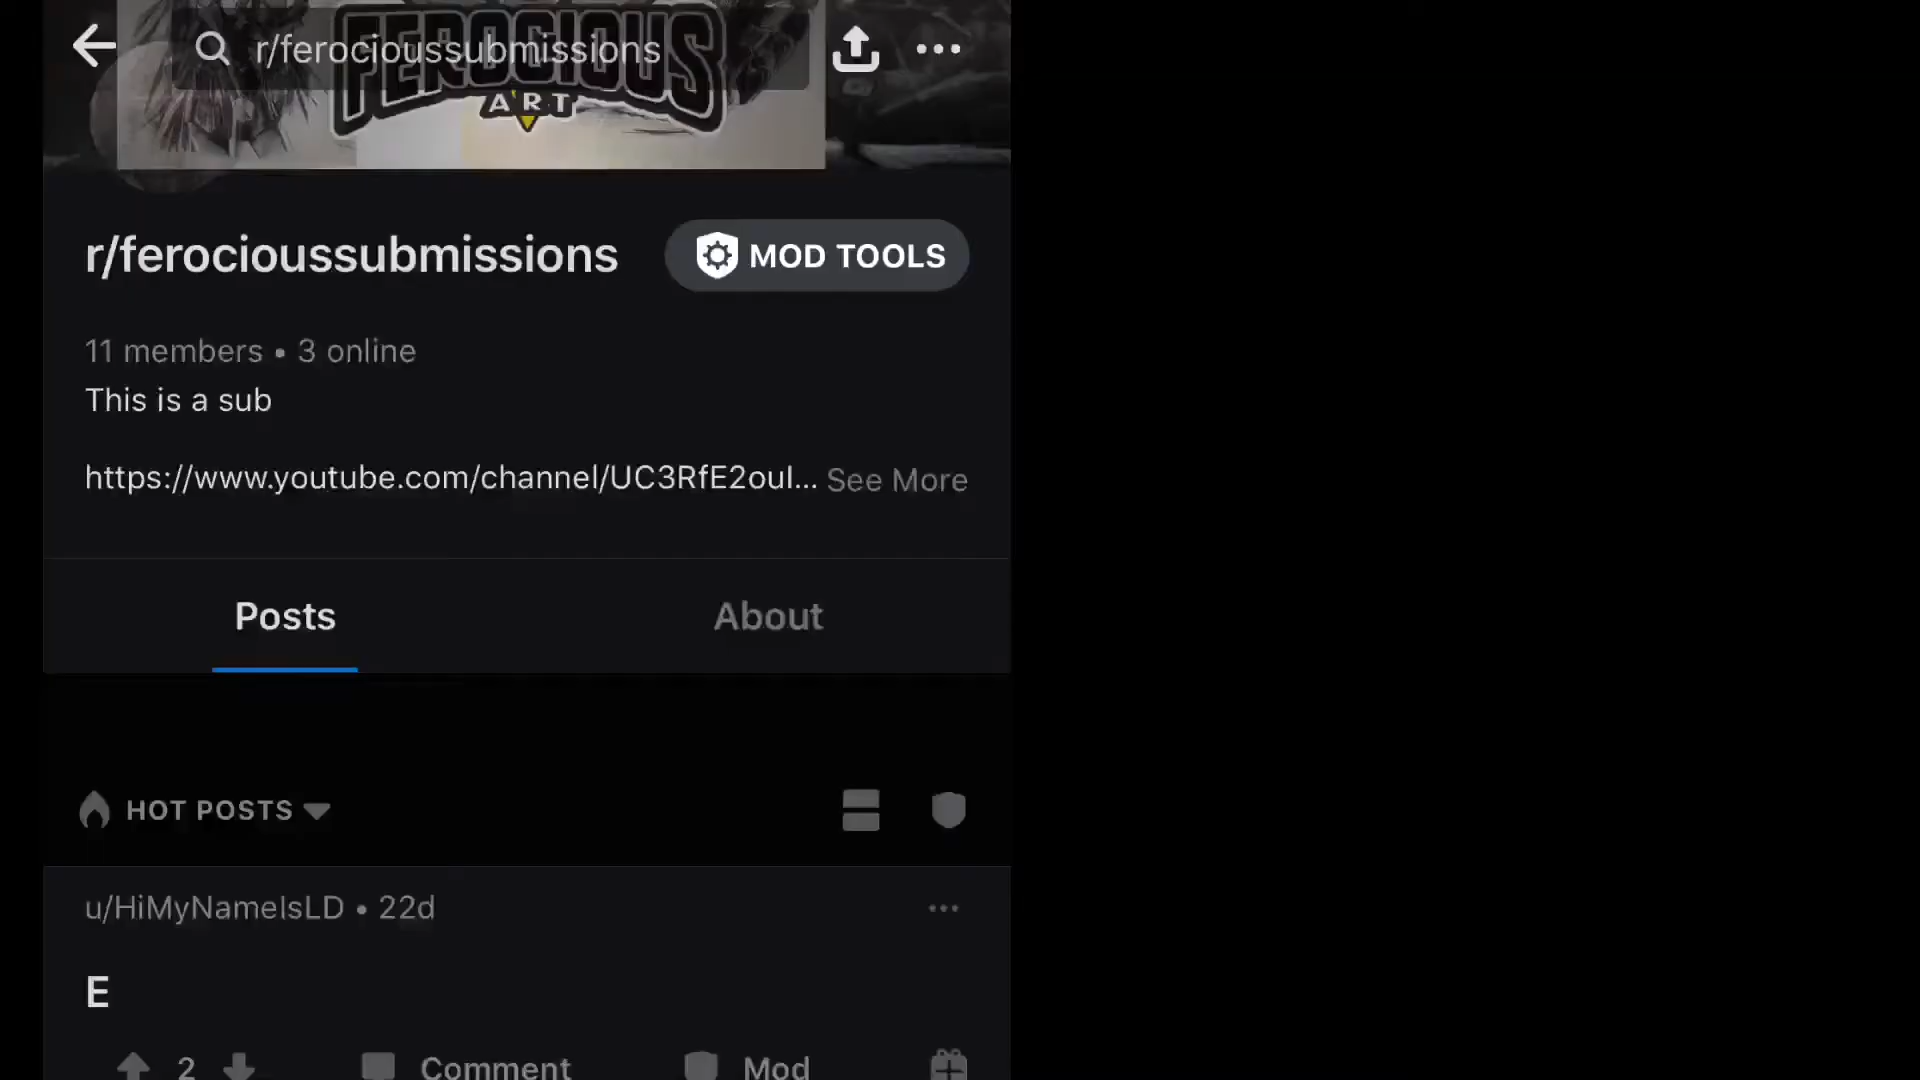 r/ferocioussubmissions
FEROCIOUS
ART
r/ferocioussubmissions
MOD TOOLS
11 members • 3 online
This is a sub
https://www.youtube.com/channel/UC3RfE2ouI... See More
Posts
About
HOT POSTS
u/HiMyNameIsLD • 22d
E
2
Comment
Mod